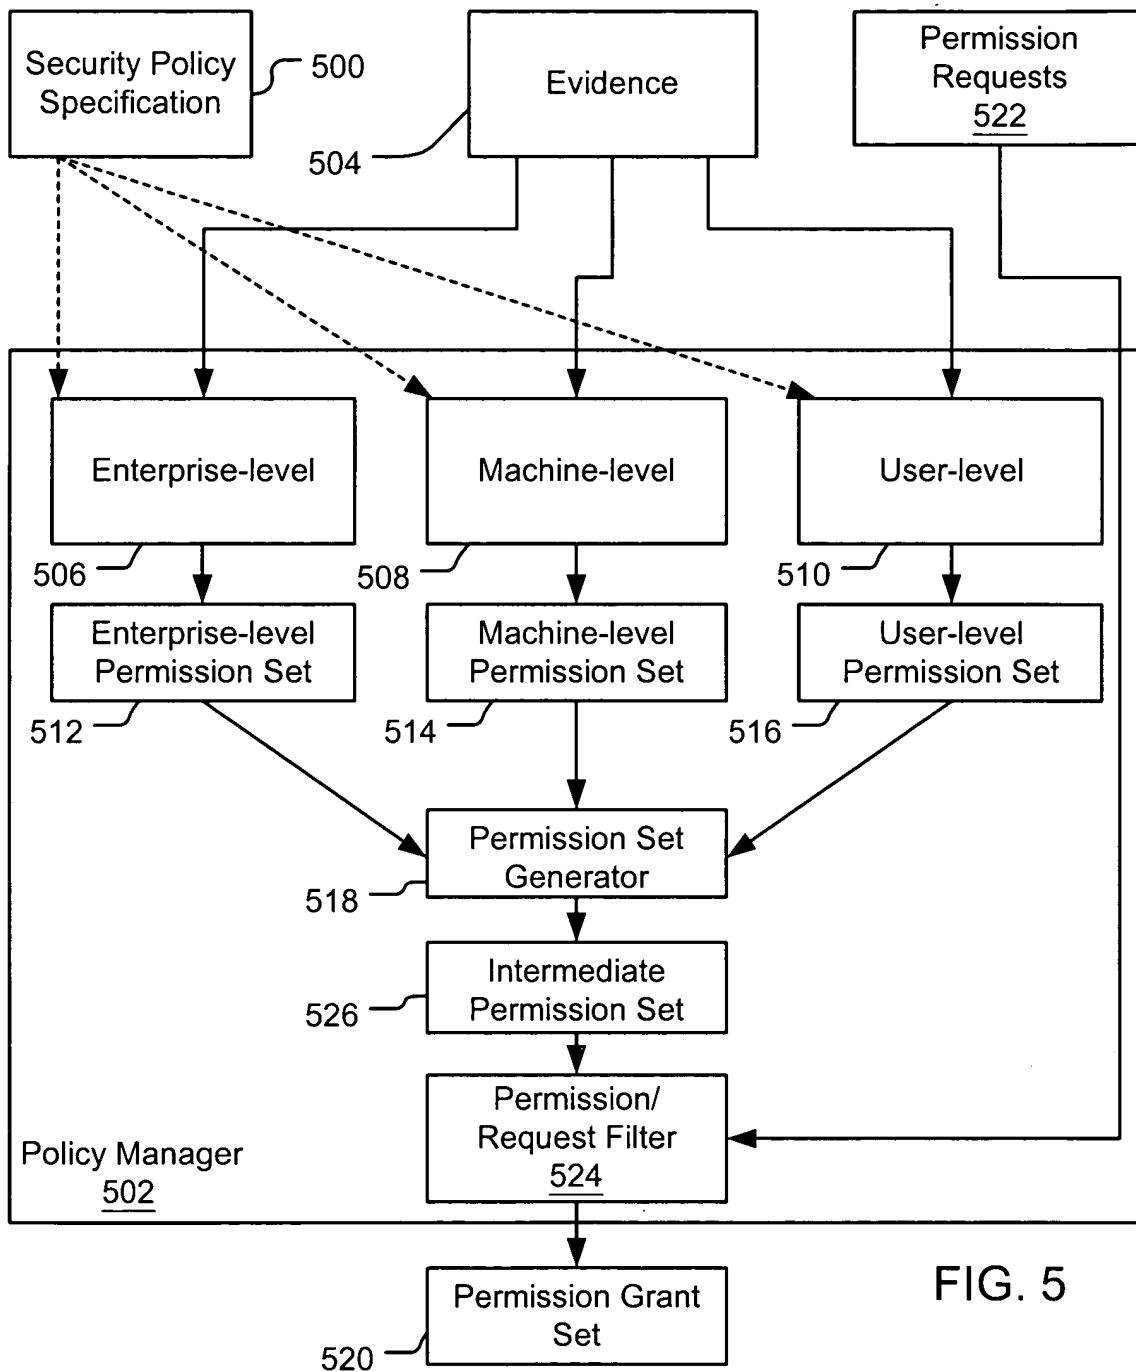 Security Policy
Specification
500
Evidence
504
Permission
Requests
522
Enterprise-level
506
Machine-level
508
User-level
510
Enterprise-level
Permission Set
512
Machine-level
Permission Set
514
User-level
Permission Set
516
Permission Set
Generator
518
Intermediate
Permission Set
526
Permission/
Request Filter
524
Policy Manager
502
Permission Grant
Set
520
FIG. 5